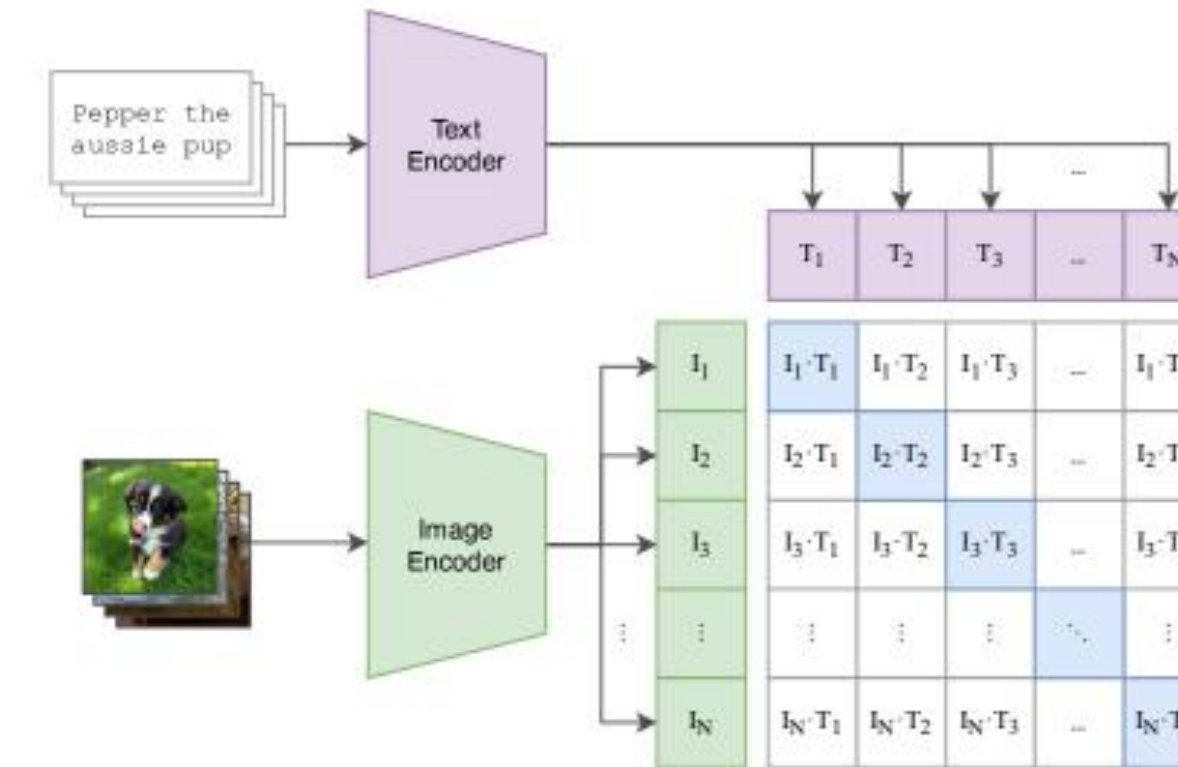 Pepper the
aussie pup
Text
Encoder
...
T1 T2 T3 ...
I1 I1·T1 I1·T2 I1·T3 ...
I2 I2·T1 I2·T2 I2·T3 ...
Image
Encoder
I3 I3·T1 I3·T2 I3·T3 ...
⋮ ⋮ ⋮ ⋮ ⋮ ⋱ ⋮
IN IN·T1 IN·T2 IN·T3 ...